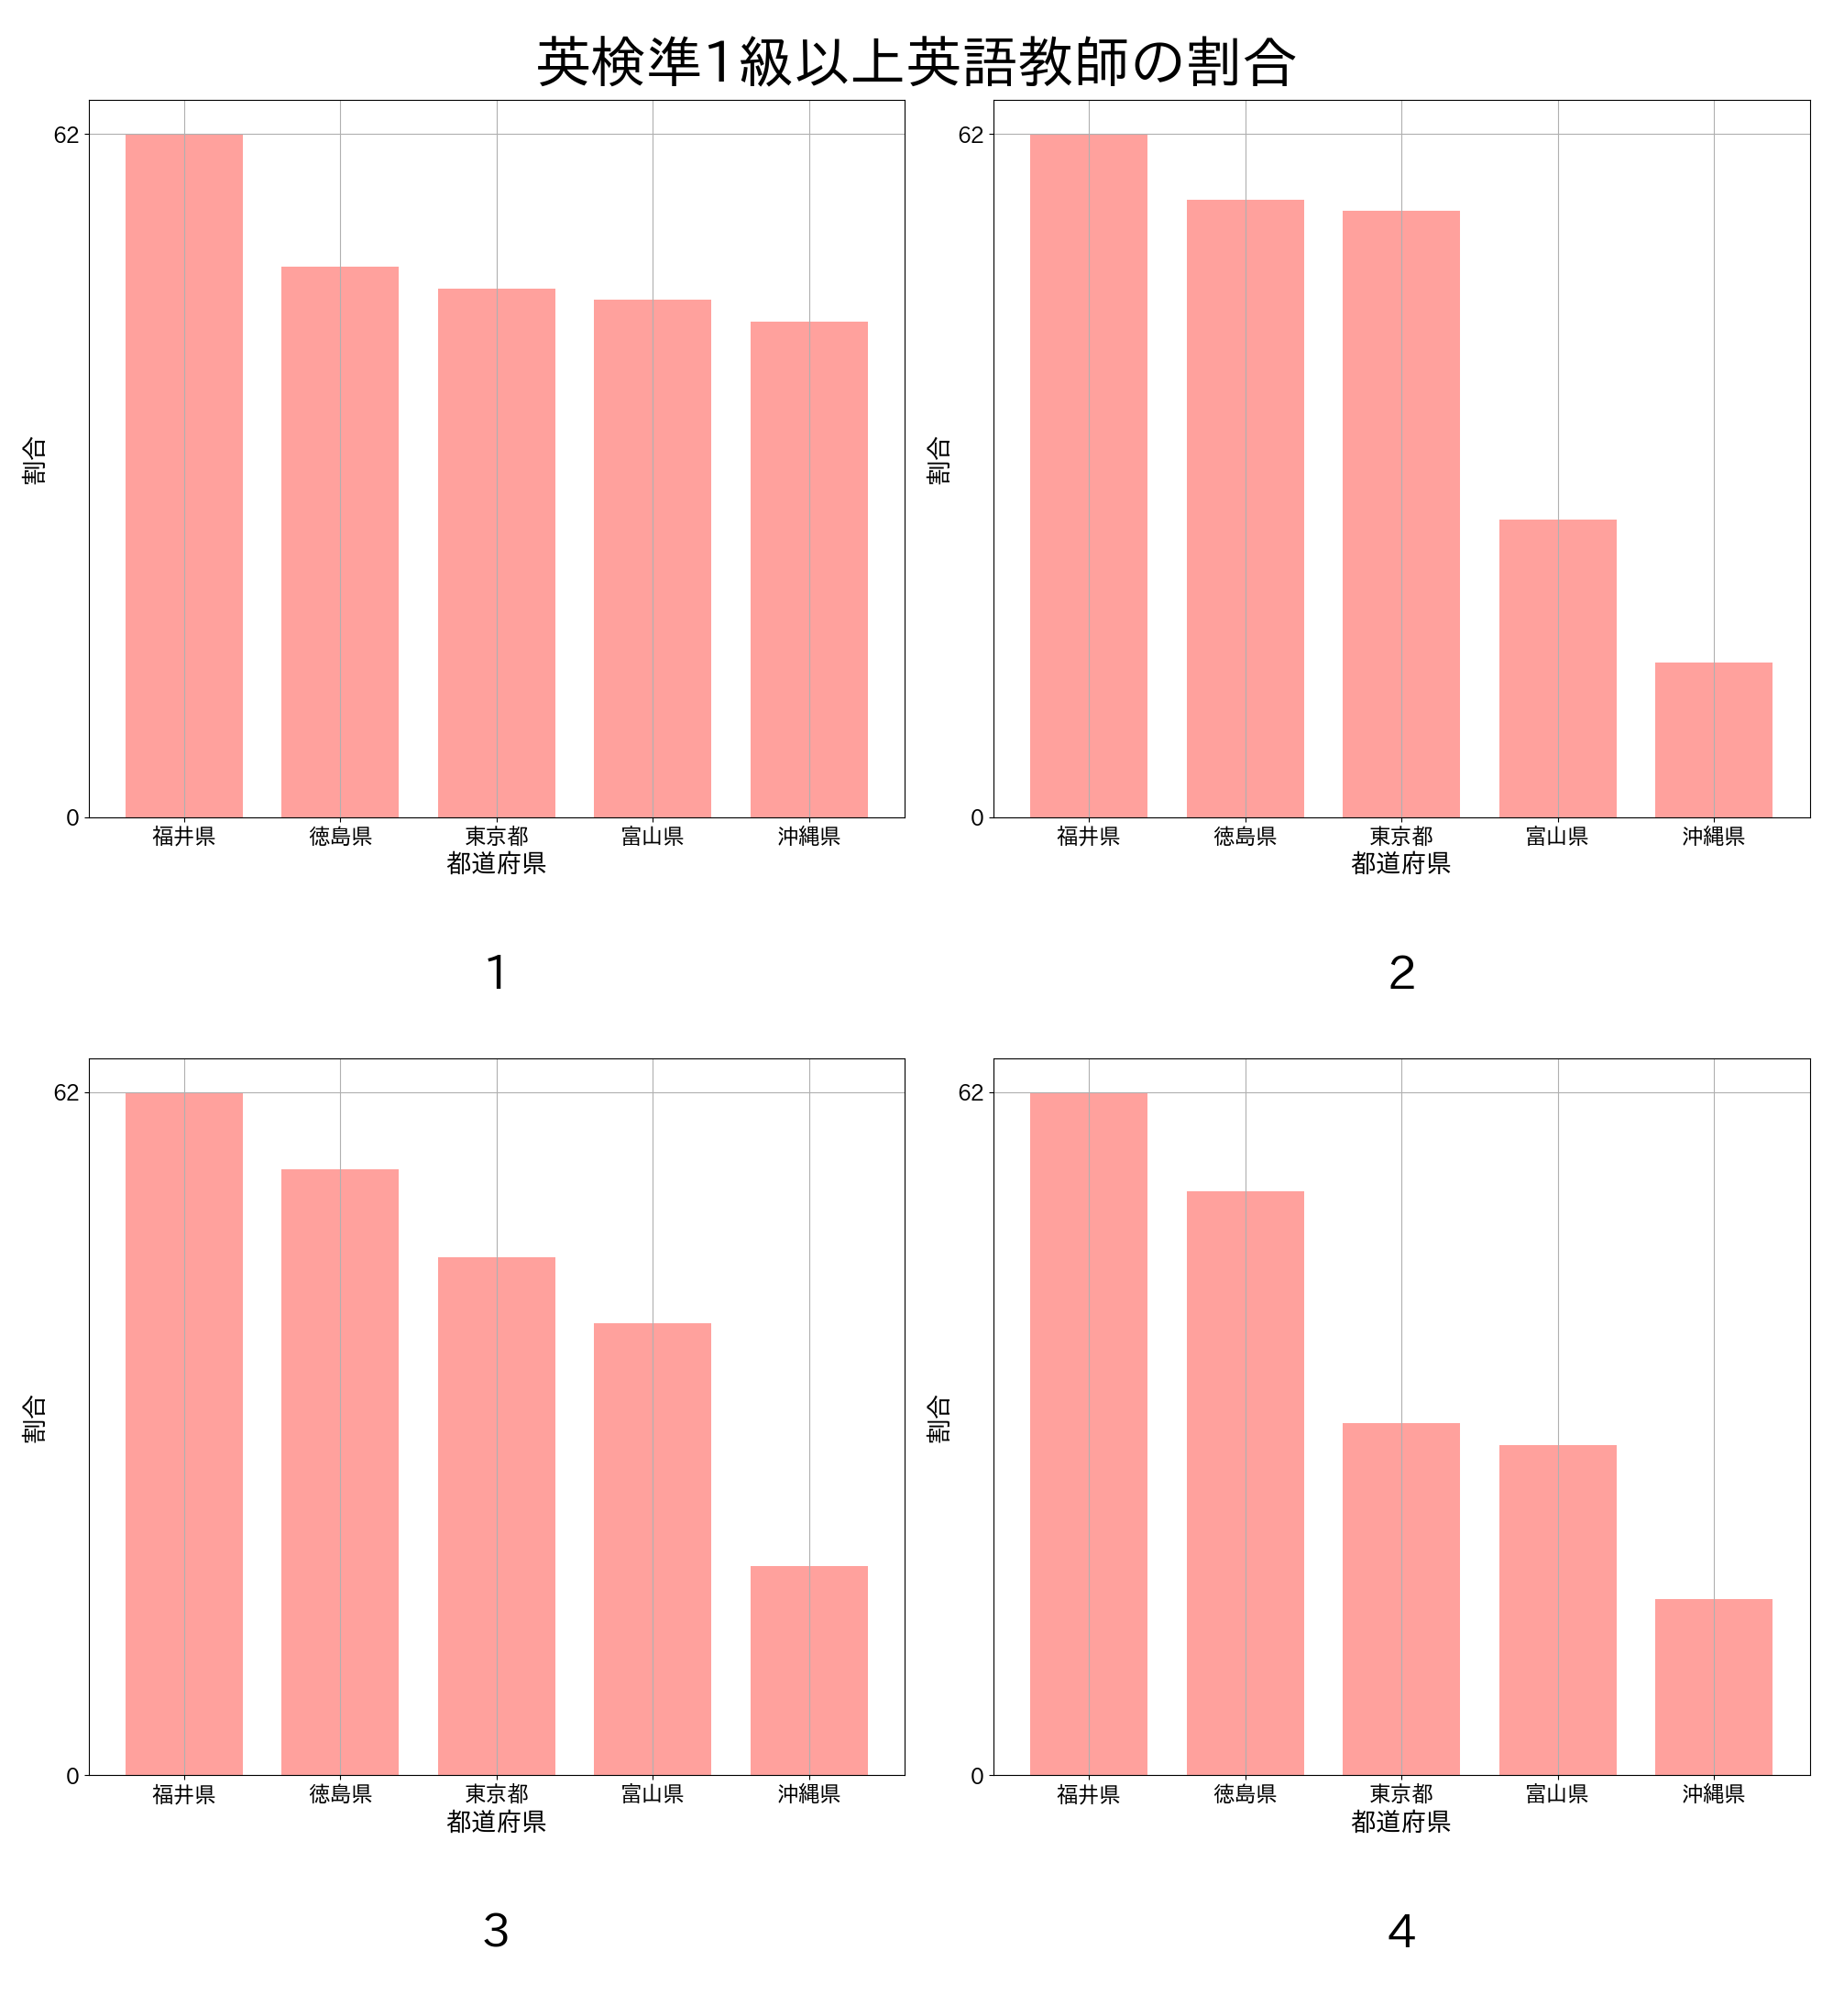 英検準1級以上英語教師の割合
62
0
割合
福井県 徳島県 東京都 富山県 沖縄県
都道府県
1
62
0
割合
福井県 徳島県 東京都 富山県 沖縄県
都道府県
2
62
0
割合
福井県 徳島県 東京都 富山県 沖縄県
都道府県
3
62
0
割合
福井県 徳島県 東京都 富山県 沖縄県
都道府県
4